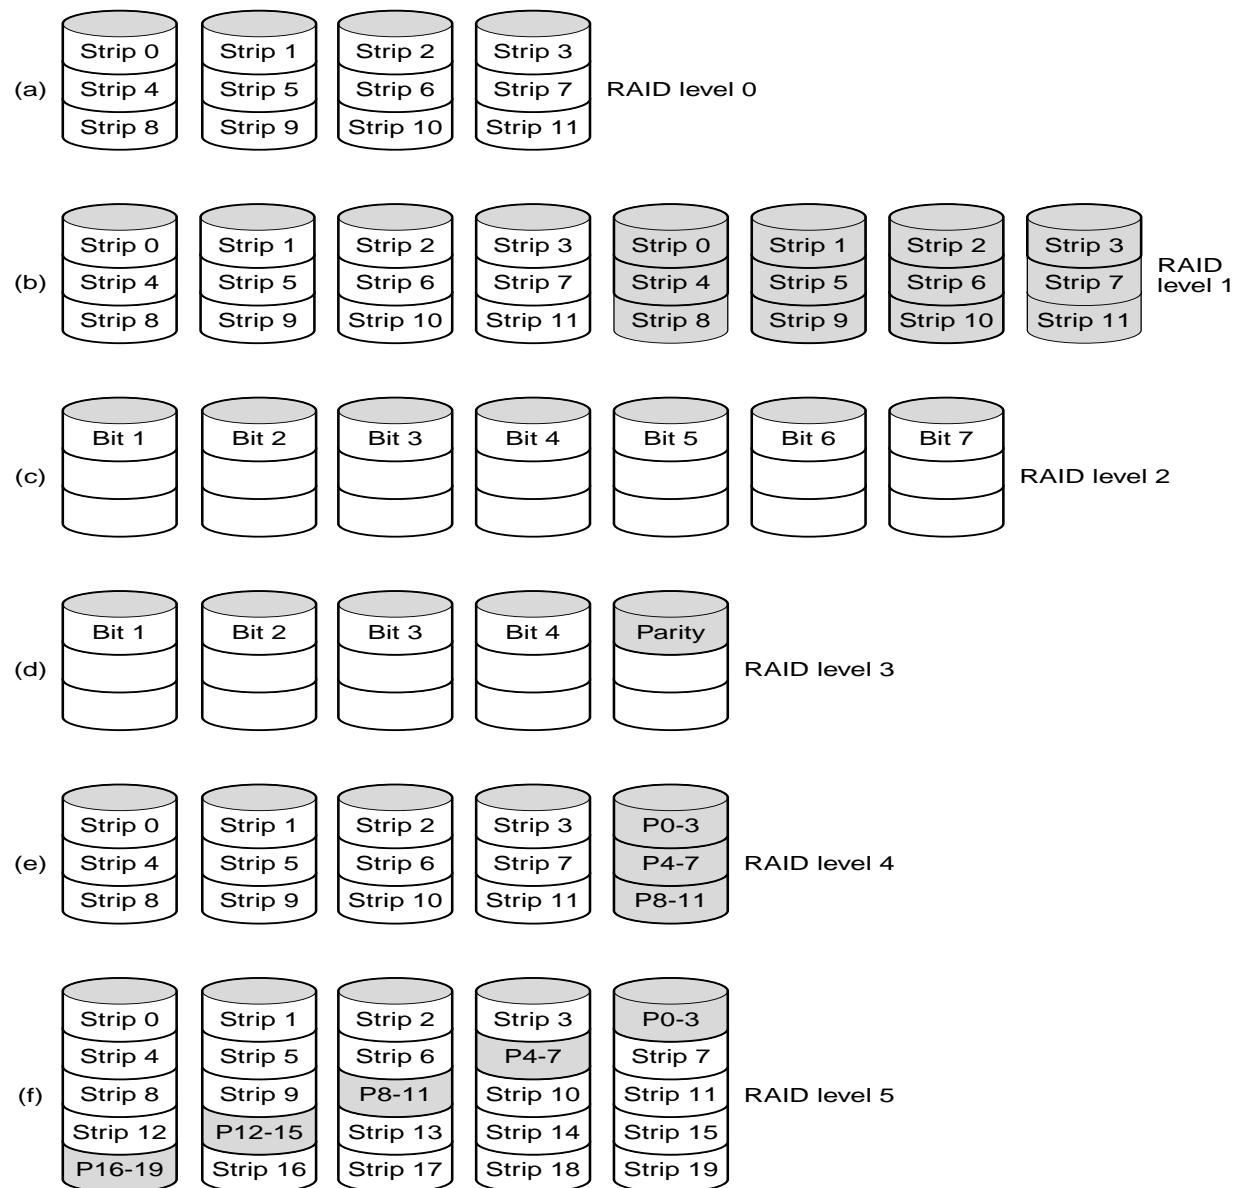 Strip 0 Strip 1 Strip 2 Strip 3
(a) Strip 4 Strip 5 Strip 6 Strip 7 RAID level 0
Strip 8 Strip 9 Strip 10 Strip 11
Strip 0 Strip 1 Strip 2 Strip 3 Strip 0 Strip 1 Strip 2 Strip 3
(b) Strip 4 Strip 5 Strip 6 Strip 7 Strip 4 Strip 5 Strip 6 Strip 7 RAID level 1
Strip 8 Strip 9 Strip 10 Strip 11 Strip 8 Strip 9 Strip 10 Strip 11
Bit 1 Bit 2 Bit 3 Bit 4 Bit 5 Bit 6 Bit 7
(c) RAID level 2
Bit 1 Bit 2 Bit 3 Bit 4 Parity
(d) RAID level 3
Strip 0 Strip 1 Strip 2 Strip 3 P0-3
(e) Strip 4 Strip 5 Strip 6 Strip 7 P4-7 RAID level 4
Strip 8 Strip 9 Strip 10 Strip 11 P8-11
Strip 0 Strip 1 Strip 2 Strip 3 P0-3
Strip 4 Strip 5 Strip 6 P4-7 Strip 7
(f) Strip 8 Strip 9 P8-11 Strip 10 Strip 11 RAID level 5
Strip 12 P12-15 Strip 13 Strip 14 Strip 15
P16-19 Strip 16 Strip 17 Strip 18 Strip 19